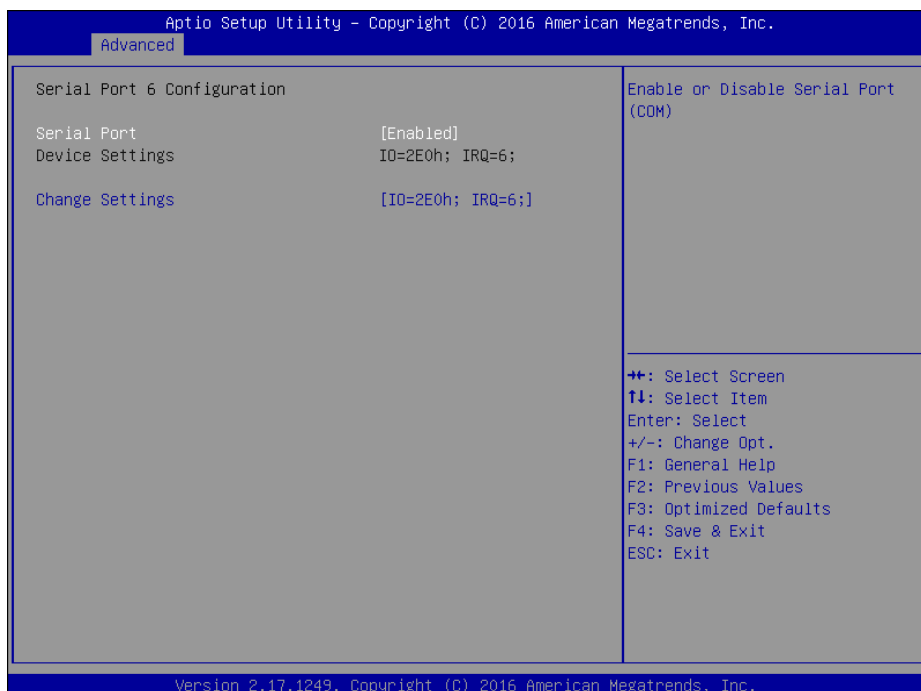 Aptio Setup Utility – Copyright (C) 2016 American Megatrends, Inc.
Advanced
Serial Port 6 Configuration
Serial Port [Enabled]
Device Settings IO=2E0h; IRQ=6;
Change Settings [IO=2E0h; IRQ=6;]
Enable or Disable Serial Port
(COM)
→←: Select Screen
↑↓: Select Item
Enter: Select
+/-: Change Opt.
F1: General Help
F2: Previous Values
F3: Optimized Defaults
F4: Save & Exit
ESC: Exit
Version 2.17.1249. Copyright (C) 2016 American Megatrends, Inc.